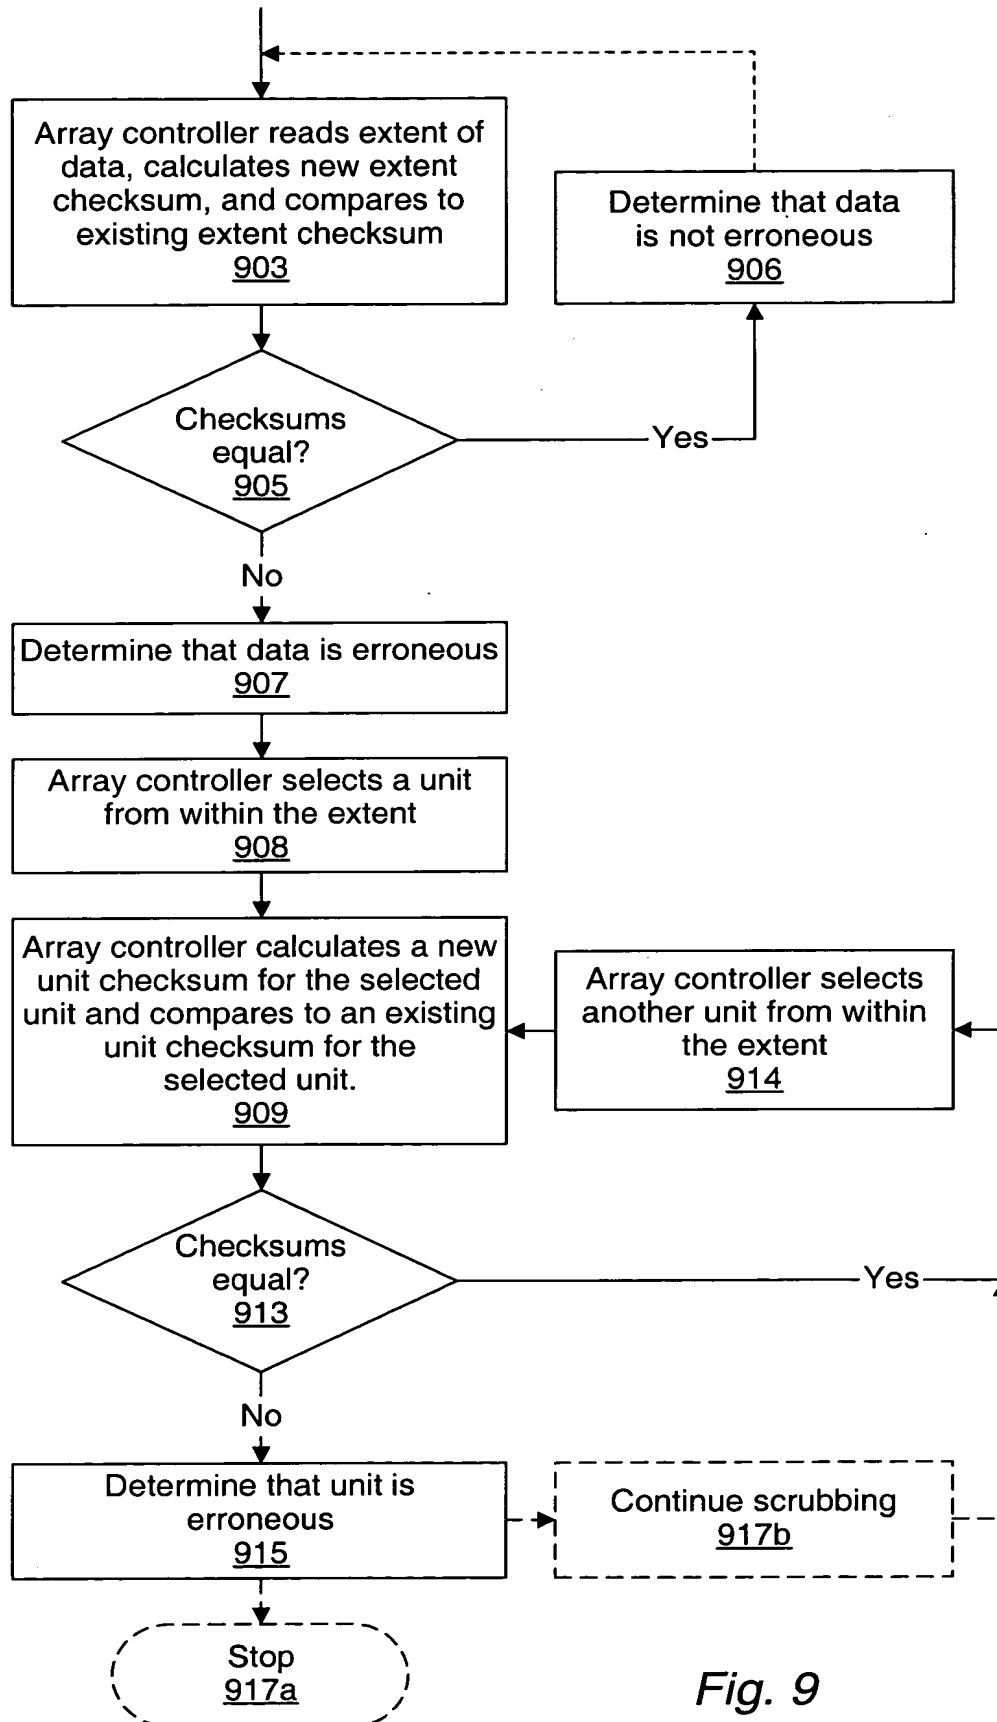 Array controller reads extent of
data, calculates new extent
checksum, and compares to
existing extent checksum
903
Determine that data
is not erroneous
906
Checksums
equal?
905
Yes
No
Determine that data is erroneous
907
Array controller selects a unit
from within the extent
908
Array controller calculates a new
unit checksum for the selected
unit and compares to an existing
unit checksum for the
selected unit.
909
Array controller selects
another unit from within
the extent
914
Checksums
equal?
913
Yes
No
Determine that unit is
erroneous
915
Continue scrubbing
917b
Stop
917a
Fig. 9